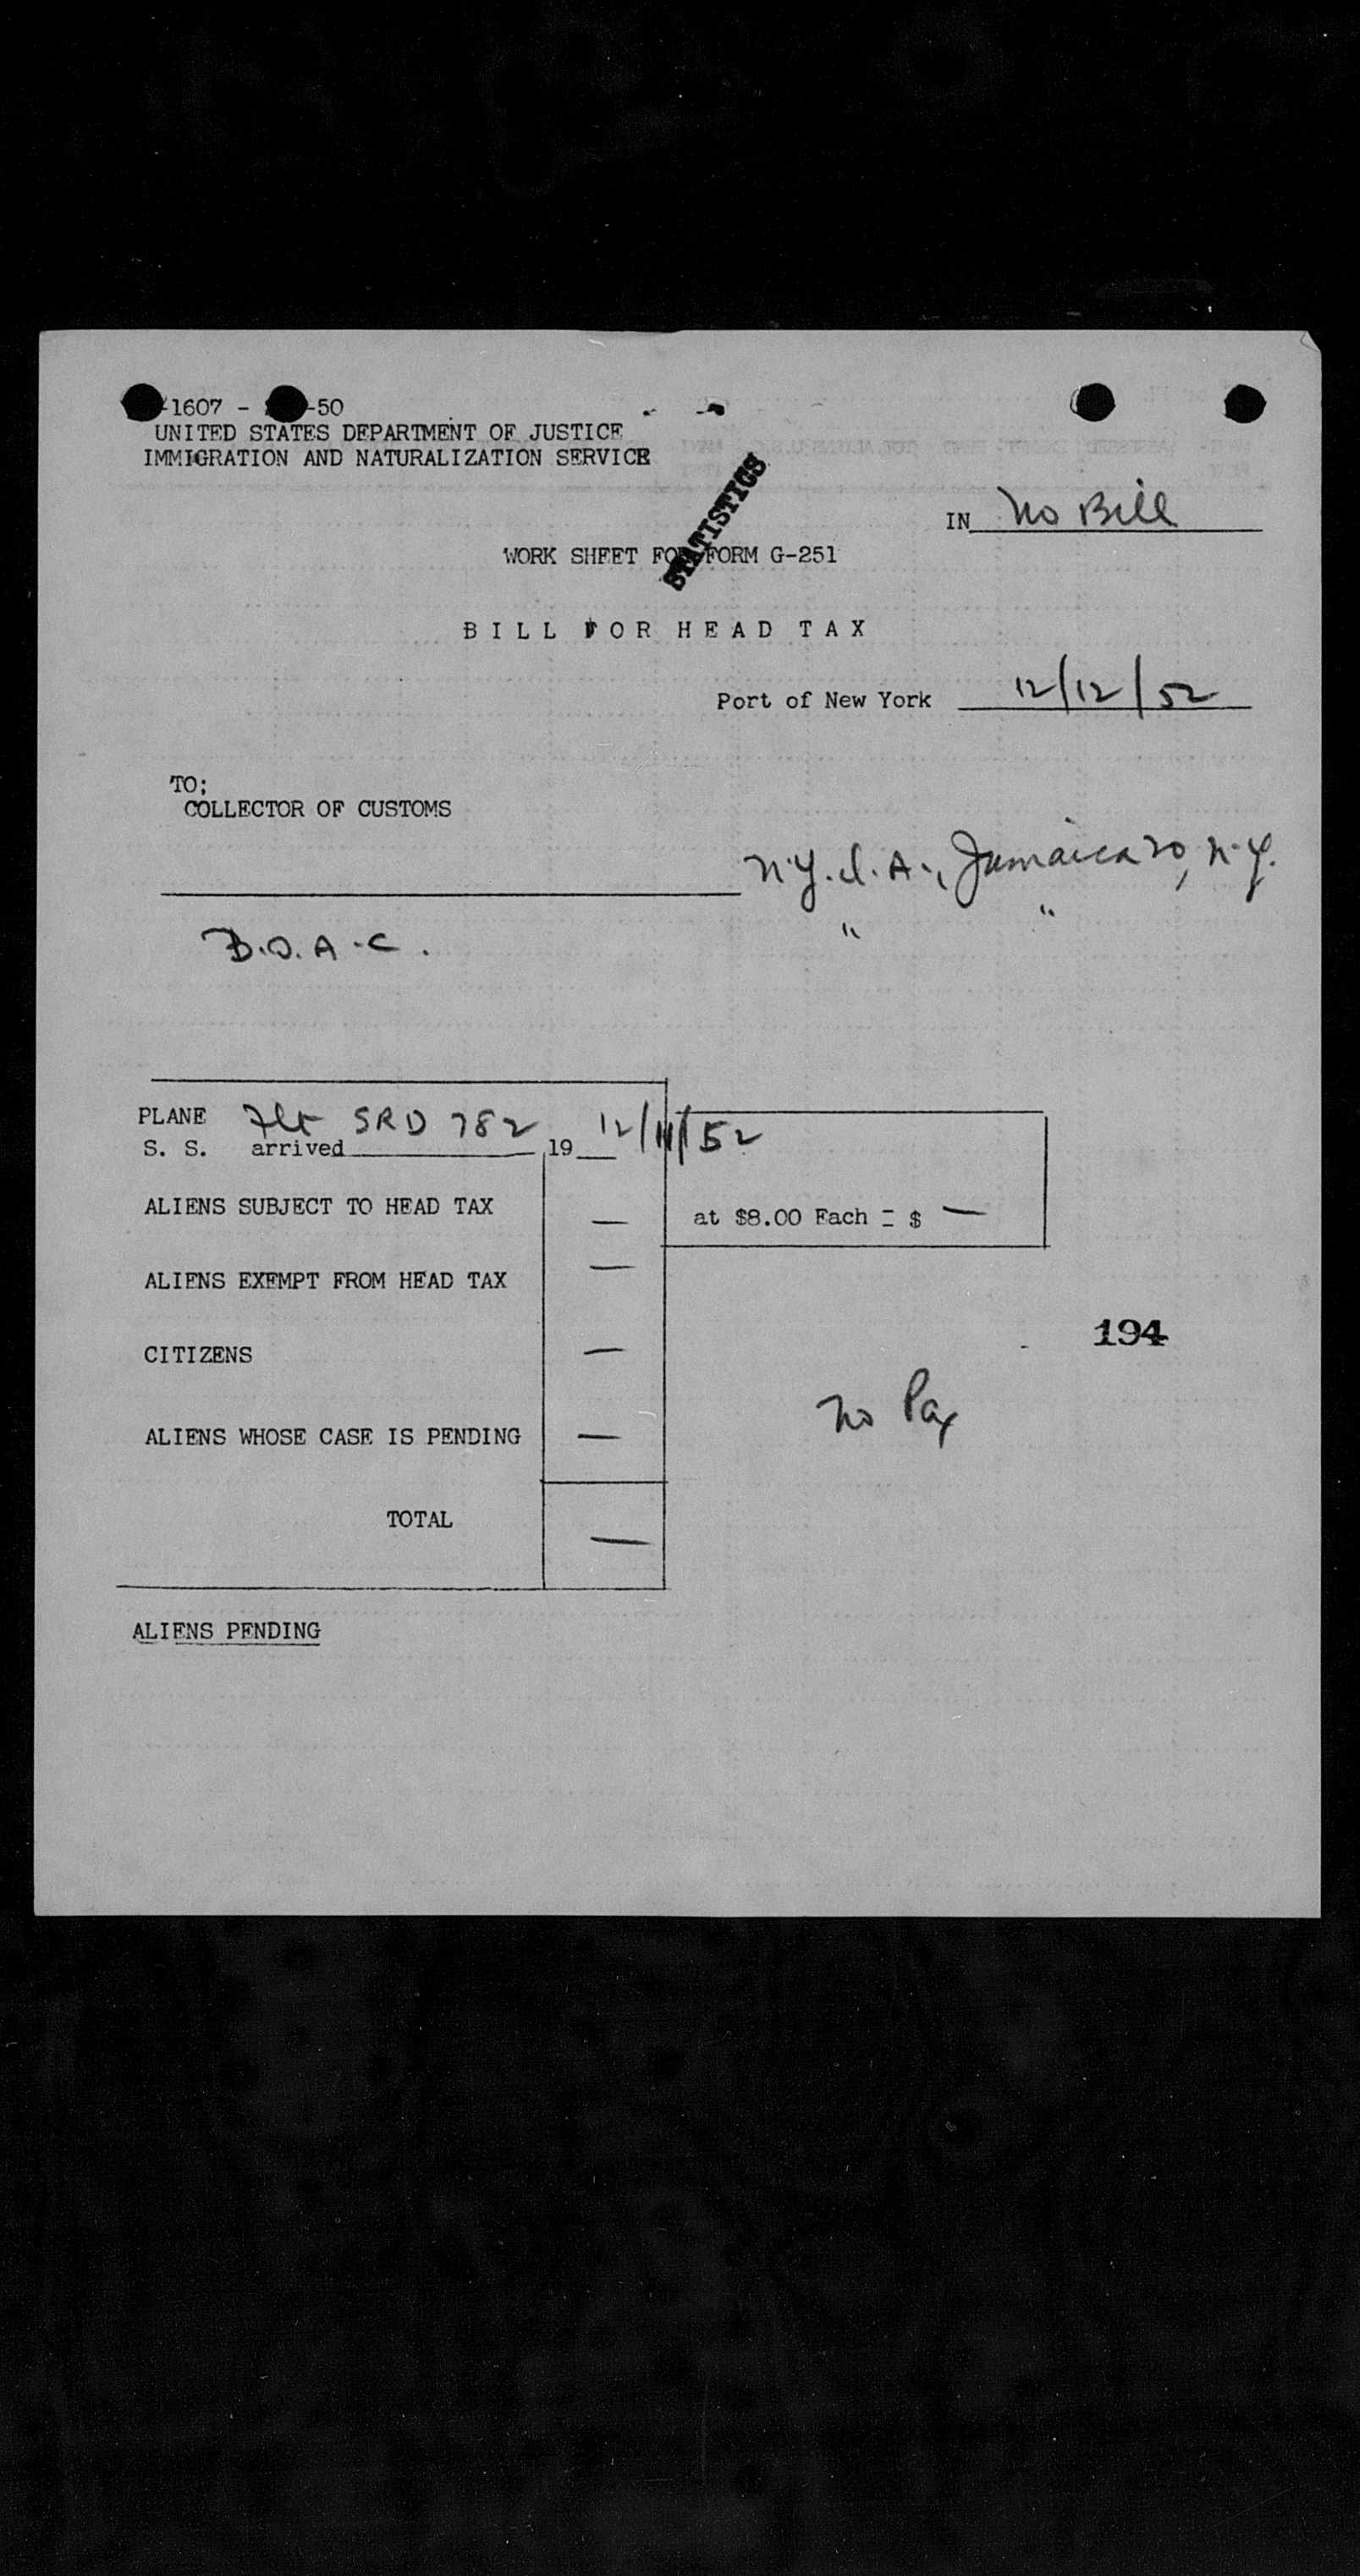 1607 - -50
UNITED STATES DEPARTMENT OF JUSTICE
IMMIGRATION AND NATURALIZATION SERVICE
STATISTICS
IN No Bill
WORK SHEET FOR FORM G-251
BILL FOR HEAD TAX
Port of New York 12/12/52
TO;
COLLECTOR OF CUSTOMS
N.Y.I.A., Jamaica 20, N.Y.
" "
B.O.A.C.
PLANE Flt SRD 782 12/11/52
S. S. arrived 19
ALIENS SUBJECT TO HEAD TAX — at $8.00 Each = $ —
ALIENS EXEMPT FROM HEAD TAX —
194
CITIZENS —
No Pax
ALIENS WHOSE CASE IS PENDING —
TOTAL —
ALIENS PENDING